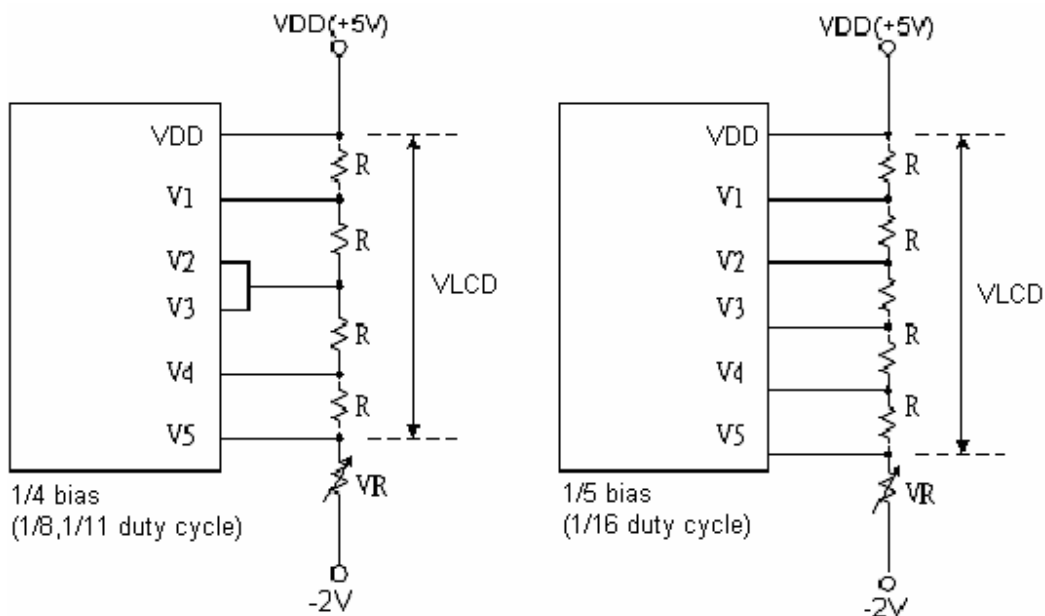 VDD(+5V)
VDD
R
V1
R
V2
V3
R
V4
R
V5
VLCD
VR
-2V
1/4 bias
(1/8,1/11 duty cycle)
VDD(+5V)
VDD
R
V1
R
V2
V3
R
V4
R
V5
VLCD
VR
-2V
1/5 bias
(1/16 duty cycle)